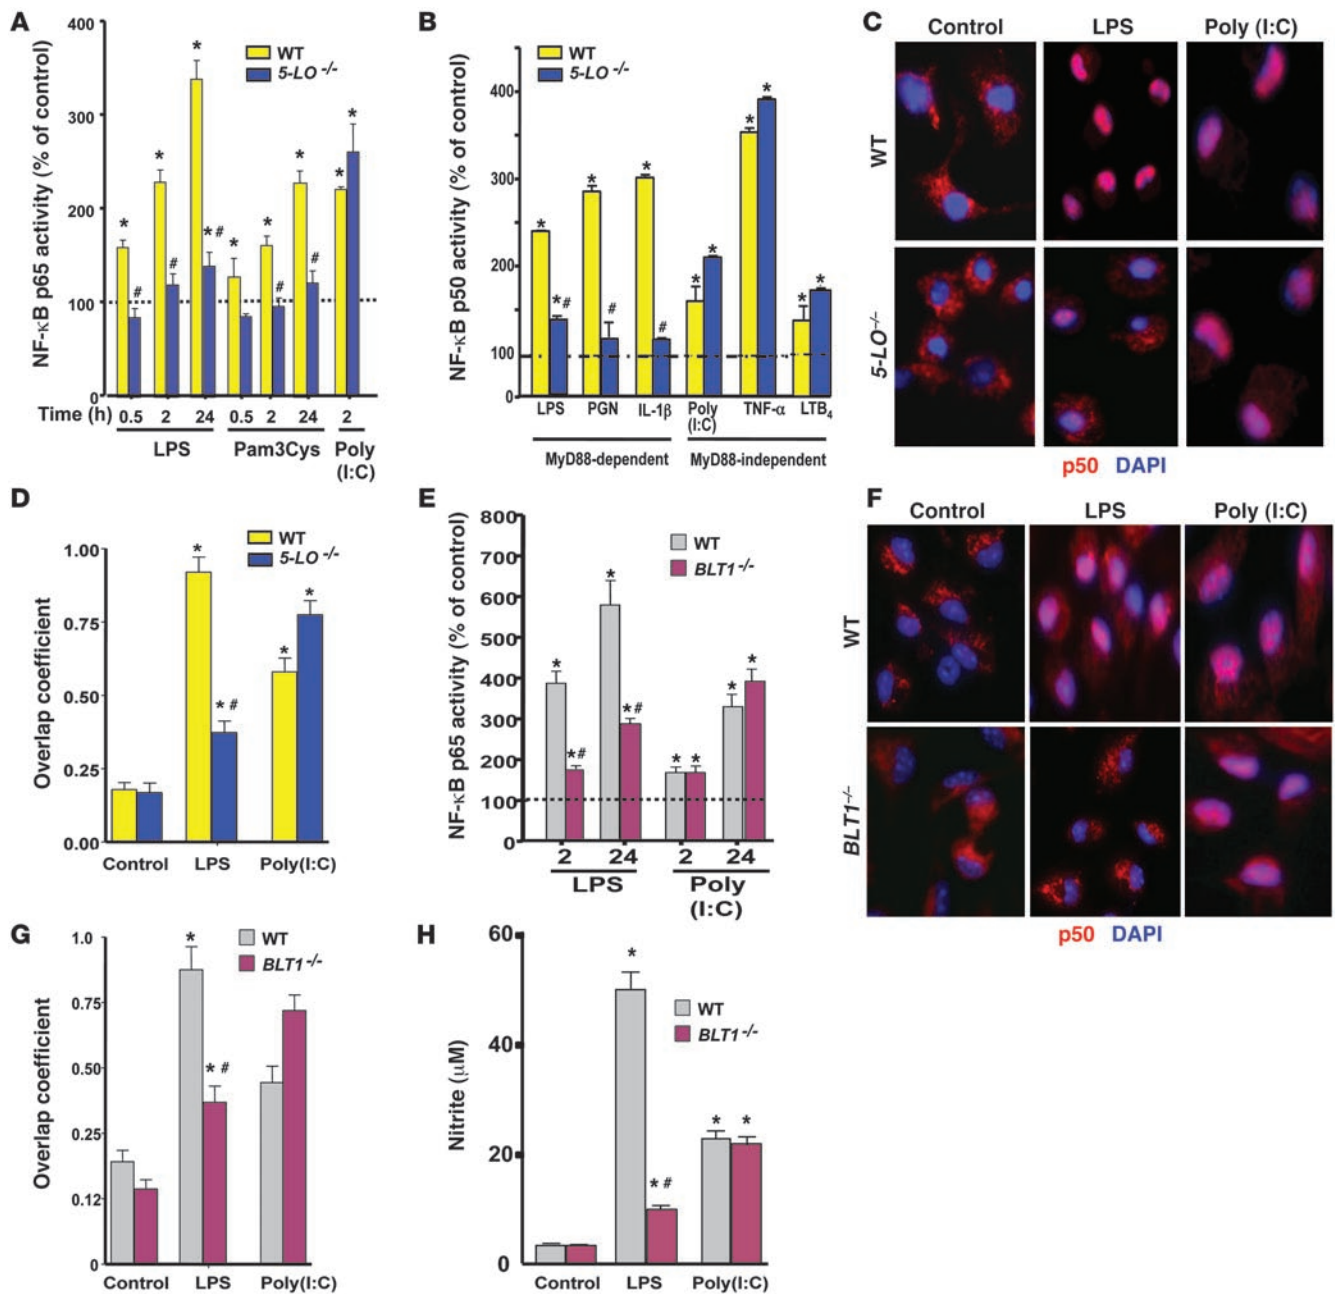 A
NF-κB p65 activity (% of control)
400
300
200
100
0
WT
5-LO -/-
* * * * * * * *
# # * # # # # *
Time (h) 0.5 2 24 0.5 2 24 2
LPS Pam3Cys Poly (I:C)
B
NF-κB p50 activity (% of control)
400
300
200
100
0
WT
5-LO -/-
* *# * # * # * * * * * *
LPS PGN IL-1β Poly (I:C) TNF-α LTB4
MyD88-dependent MyD88-independent
C
Control LPS Poly (I:C)
WT
5-LO-/-
p50 DAPI
D
Overlap coefficient
1.00
0.75
0.50
0.25
0.00
WT
5-LO -/-
* * # * *
Control LPS Poly(I:C)
E
NF-κB p65 activity (% of control)
800
700
600
500
400
300
200
100
0
WT
BLT1-/-
* *# * *# * * * *
2 24 2 24
LPS Poly (I:C)
F
Control LPS Poly (I:C)
WT
BLT1-/-
p50 DAPI
G
Overlap coefficient
1.0
0.75
0.50
0.25
0.12
0
WT
BLT1 -/-
* * #
Control LPS Poly(I:C)
H
Nitrite (µM)
60
40
20
0
WT
BLT1 -/-
* * # * *
Control LPS Poly(I:C)